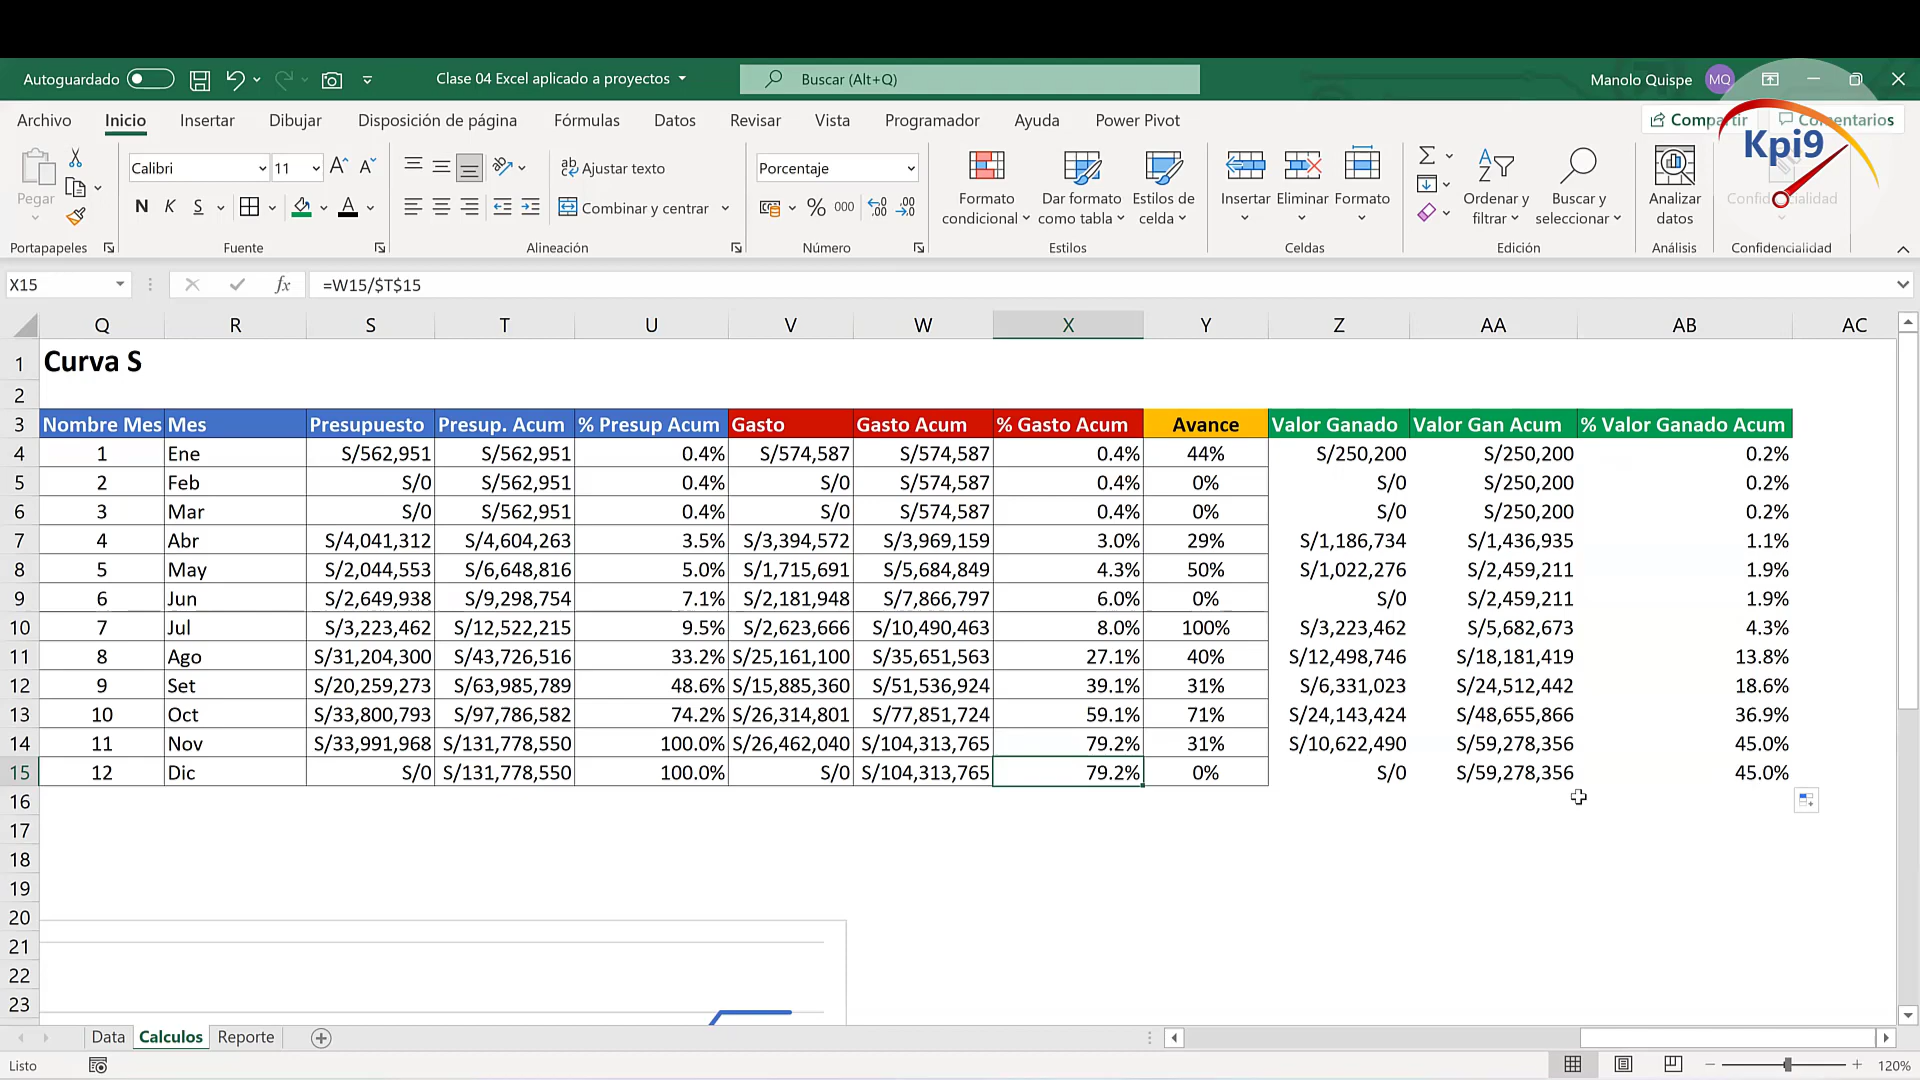 Autoguardado Clase 04 Excel aplicado a proyectos Buscar (Alt+Q) Manolo Quispe MQ
Archivo Inicio Insertar Dibujar Disposición de página Fórmulas Datos Revisar Vista Programador Ayuda Power Pivot Compartir Comentarios
Kpi9
Pegar
Calibri 11
N K S
Ajustar texto
Combinar y centrar
Porcentaje
% 000
Formato condicional
Dar formato como tabla
Estilos de celda
Insertar Eliminar Formato
Ordenar y filtrar
Buscar y seleccionar
Analizar datos
Confidencialidad
Portapapeles Fuente Alineación Número Estilos Celdas Edición Análisis Confidencialidad
X15 fx =W15/$T$15
Q R S T U V W X Y Z AA AB AC
1 Curva S
2
3 Nombre Mes Mes Presupuesto Presup. Acum % Presup Acum Gasto Gasto Acum % Gasto Acum Avance Valor Ganado Valor Gan Acum % Valor Ganado Acum
4 1 Ene S/562,951 S/562,951 0.4% S/574,587 S/574,587 0.4% 44% S/250,200 S/250,200 0.2%
5 2 Feb S/0 S/562,951 0.4% S/0 S/574,587 0.4% 0% S/0 S/250,200 0.2%
6 3 Mar S/0 S/562,951 0.4% S/0 S/574,587 0.4% 0% S/0 S/250,200 0.2%
7 4 Abr S/4,041,312 S/4,604,263 3.5% S/3,394,572 S/3,969,159 3.0% 29% S/1,186,734 S/1,436,935 1.1%
8 5 May S/2,044,553 S/6,648,816 5.0% S/1,715,691 S/5,684,849 4.3% 50% S/1,022,276 S/2,459,211 1.9%
9 6 Jun S/2,649,938 S/9,298,754 7.1% S/2,181,948 S/7,866,797 6.0% 0% S/0 S/2,459,211 1.9%
10 7 Jul S/3,223,462 S/12,522,215 9.5% S/2,623,666 S/10,490,463 8.0% 100% S/3,223,462 S/5,682,673 4.3%
11 8 Ago S/31,204,300 S/43,726,516 33.2% S/25,161,100 S/35,651,563 27.1% 40% S/12,498,746 S/18,181,419 13.8%
12 9 Set S/20,259,273 S/63,985,789 48.6% S/15,885,360 S/51,536,924 39.1% 31% S/6,331,023 S/24,512,442 18.6%
13 10 Oct S/33,800,793 S/97,786,582 74.2% S/26,314,801 S/77,851,724 59.1% 71% S/24,143,424 S/48,655,866 36.9%
14 11 Nov S/33,991,968 S/131,778,550 100.0% S/26,462,040 S/104,313,765 79.2% 31% S/10,622,490 S/59,278,356 45.0%
15 12 Dic S/0 S/131,778,550 100.0% S/0 S/104,313,765 79.2% 0% S/0 S/59,278,356 45.0%
16
17
18
19
20
21
22
23
Data Calculos Reporte
Listo 120%